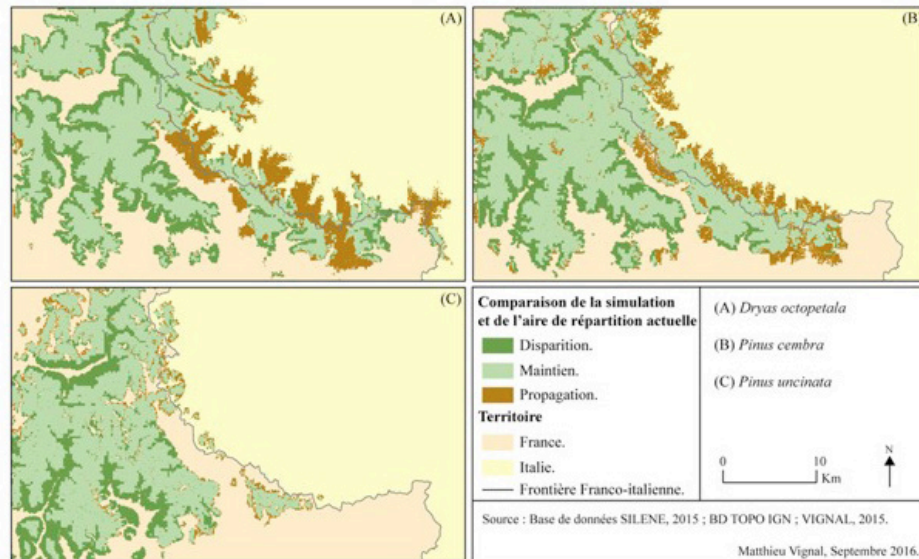 (A)
(B)
(C)
Comparaison de la simulation
et de l'aire de répartition actuelle
Disparition.
Maintien.
Propagation.
Territoire
France.
Italie.
Frontière Franco-italienne.
(A) Dryas octopetala
(B) Pinus cembra
(C) Pinus uncinata
0 10
Km
N
Source : Base de données SILENE, 2015 ; BD TOPO IGN ; VIGNAL, 2015.
Matthieu Vignal, Septembre 2016.